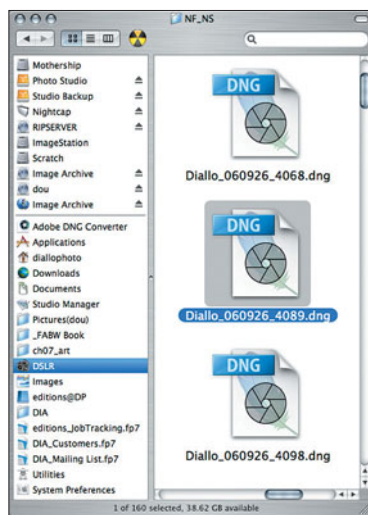 NF_NS
Mothership
Photo Studio
Studio Backup
Nightcap
RIPSERVER
ImageStation
Scratch
Image Archive
dou
Image Archive
Adobe DNG Converter
Applications
diallophoto
Downloads
Documents
Studio Manager
Pictures(dou)
_FABW Book
ch07_art
DSLR
Images
editions@DP
DIA
editions_JobTracking.fp7
DIA_Customers.fp7
DIA_Mailing List.fp7
Utilities
System Preferences
DNG
Diallo_060926_4068.dng
DNG
Diallo_060926_4089.dng
DNG
Diallo_060926_4098.dng
1 of 160 selected, 38.62 GB available